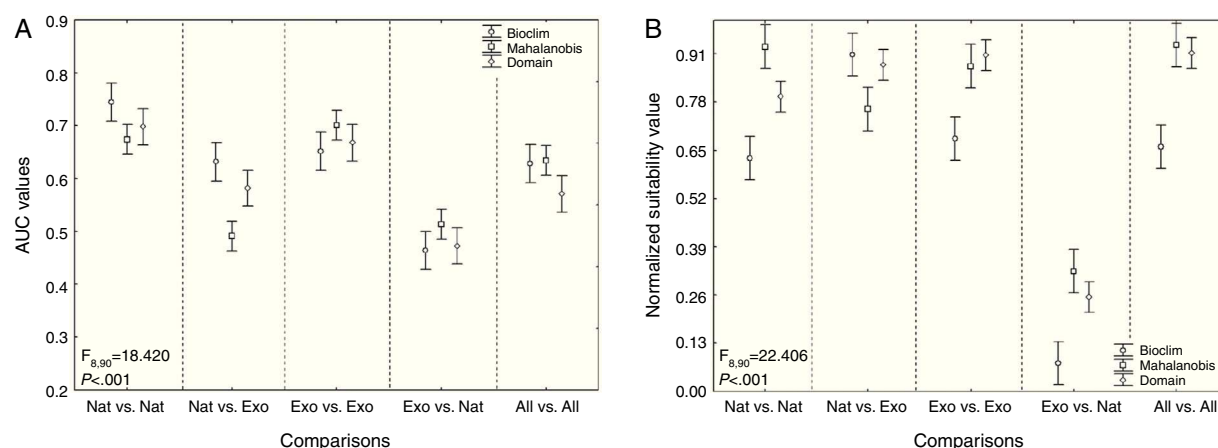 A
0.9
0.8
0.7
0.6
0.5
0.4
0.3
0.2
AUC values
Bioclim
Mahalanobis
Domain
F8,90=18.420
P<.001
Nat vs. Nat
Nat vs. Exo
Exo vs. Exo
Exo vs. Nat
All vs. All
Comparisons
B
0.91
0.78
0.65
0.52
0.39
0.26
0.13
0.00
Normalized suitability value
F8,90=22.406
P<.001
Bioclim
Mahalanobis
Domain
Nat vs. Nat
Nat vs. Exo
Exo vs. Exo
Exo vs. Nat
All vs. All
Comparisons